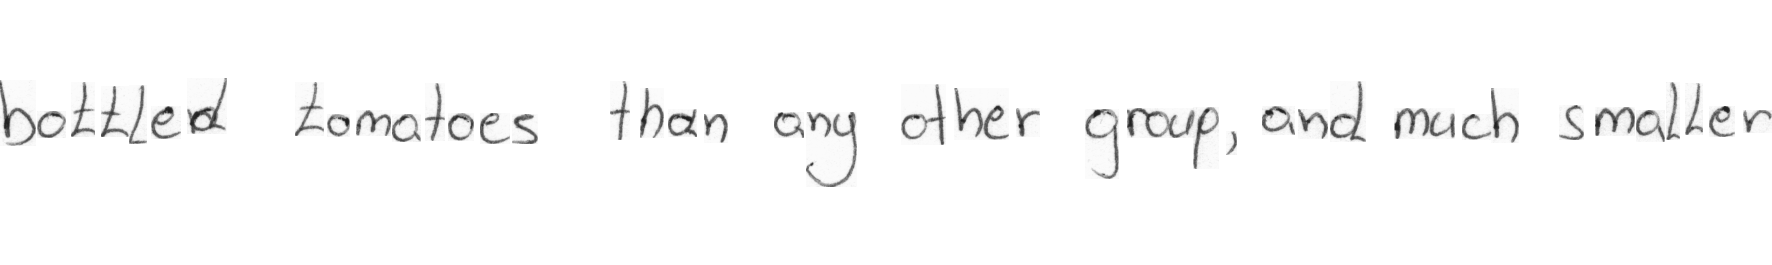 bottled tomatoes than any other group, and much smaller